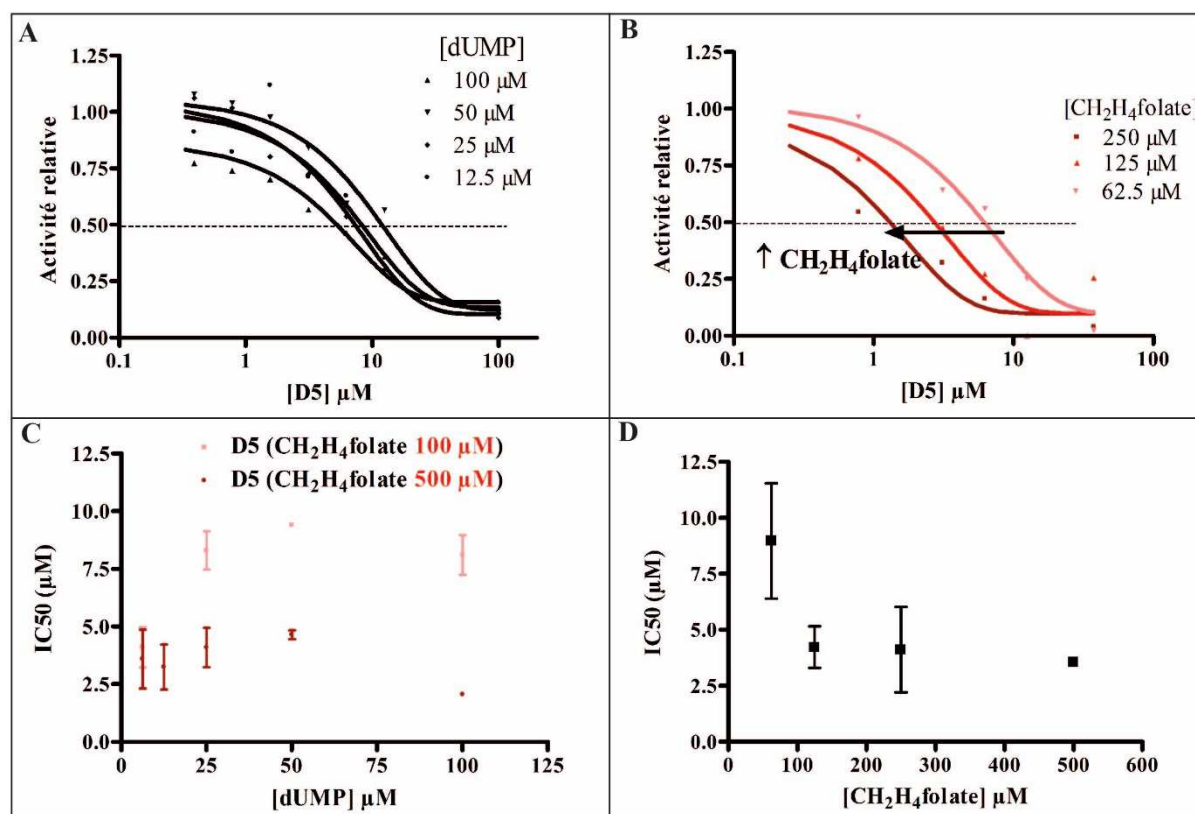 A
[dUMP]
100 µM
50 µM
25 µM
12.5 µM
Activité relative
1.25
1.00
0.75
0.50
0.25
0.00
0.1
1
10
100
[D5] µM
B
[CH₂H₄folate]
250 µM
125 µM
62.5 µM
↑ CH₂H₄folate
Activité relative
1.25
1.00
0.75
0.50
0.25
0.00
0.1
1
10
100
[D5] µM
C
D5 (CH₂H₄folate 100 µM)
D5 (CH₂H₄folate 500 µM)
IC50 (µM)
12.5
10.0
7.5
5.0
2.5
0.0
0
25
50
75
100
125
[dUMP] µM
D
IC50 (µM)
12.5
10.0
7.5
5.0
2.5
0.0
0
100
200
300
400
500
600
[CH₂H₄folate] µM